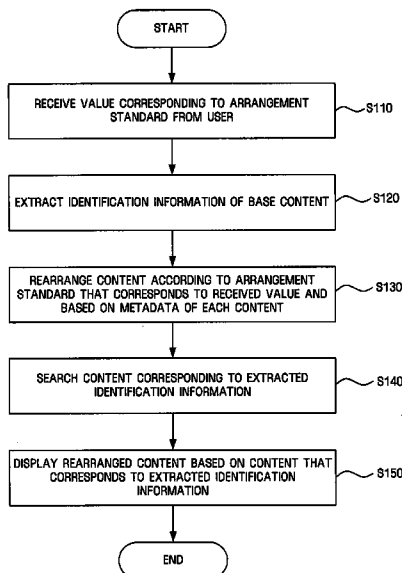 START
RECEIVE VALUE CORRESPONDING TO ARRANGEMENT
STANDARD FROM USER
S110
EXTRACT IDENTIFICATION INFORMATION OF BASE CONTENT
S120
REARRANGE CONTENT ACCORDING TO ARRANGEMENT
STANDARD THAT CORRESPONDS TO RECEIVED VALUE AND
BASED ON METADATA OF EACH CONTENT
S130
SEARCH CONTENT CORRESPONDING TO EXTRACTED
IDENTIFICATION INFORMATION
S140
DISPLAY REARRANGED CONTENT BASED ON CONTENT THAT
CORRESPONDS TO EXTRACTED IDENTIFICATION
INFORMATION
S150
END